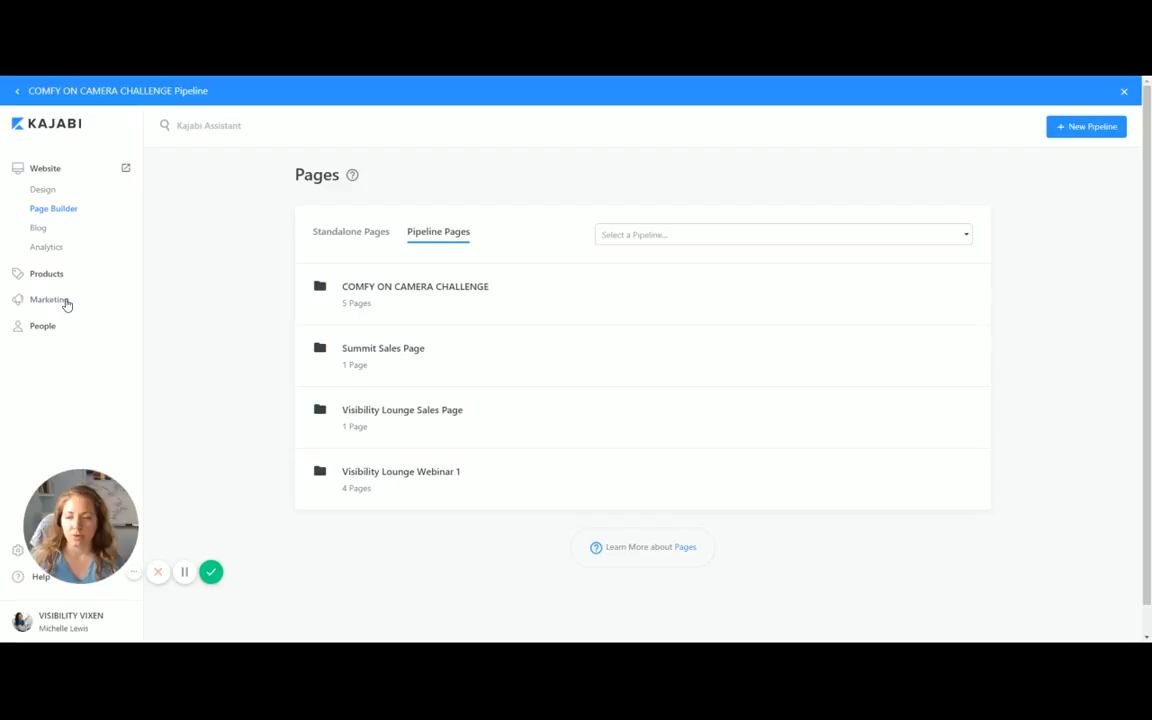 COMFY ON CAMERA CHALLENGE Pipeline
KAJABI
Kajabi Assistant
+ New Pipeline
Website
Design
Page Builder
Blog
Analytics
Products
Marketing
People
Help
VISIBILITY VIXEN
Michelle Lewis
Pages
Standalone Pages
Pipeline Pages
Select a Pipeline...
COMFY ON CAMERA CHALLENGE
5 Pages
Summit Sales Page
1 Page
Visibility Lounge Sales Page
1 Page
Visibility Lounge Webinar 1
4 Pages
Learn More about Pages